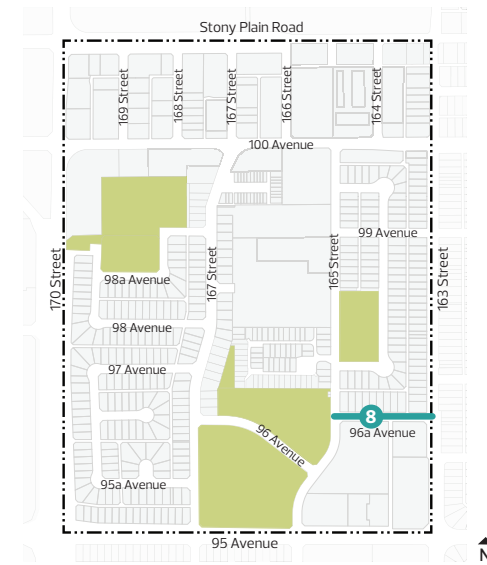 Stony Plain Road
169 Street
168 Street
167 Street
166 Street
164 Street
100 Avenue
99 Avenue
170 Street
167 Street
165 Street
163 Street
98a Avenue
98 Avenue
97 Avenue
8
96 Avenue
96a Avenue
95a Avenue
95 Avenue
N